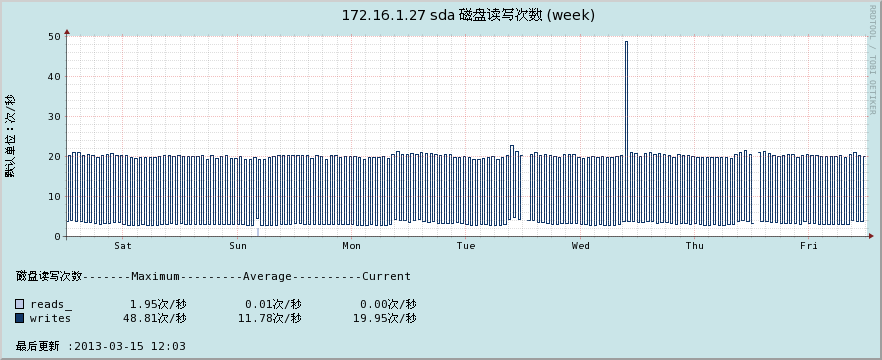 172.16.1.27 sda 磁盘读写次数 (week)
RRDTOOL / TOBI OETIKER
默认单位：次/秒
50
40
30
20
10
0
Sat Sun Mon Tue Wed Thu Fri
磁盘读写次数-------Maximum---------Average----------Current
reads_ 1.95次/秒 0.01次/秒 0.00次/秒
writes 48.81次/秒 11.78次/秒 19.95次/秒
最后更新 :2013-03-15 12:03